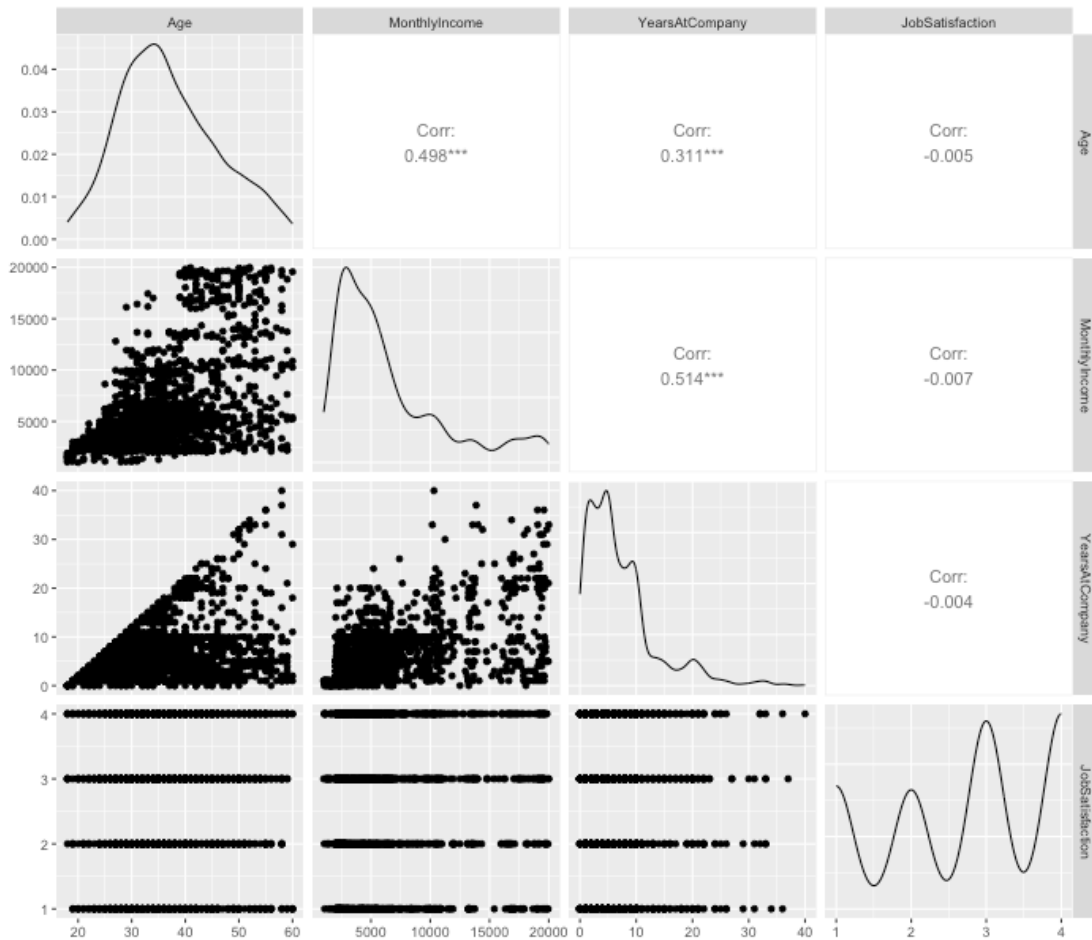 Age MonthlyIncome YearsAtCompany JobSatisfaction
0.04
0.03
0.02
0.01
0.00
Corr:
0.498***
Corr:
0.311***
Corr:
-0.005
Age
20000
15000
10000
5000
Corr:
0.514***
Corr:
-0.007
MonthlyIncome
40
30
20
10
0
Corr:
-0.004
YearsAtCompany
4
3
2
1
JobSatisfaction
20 30 40 50 60 5000 10000 15000 20000 0 10 20 30 40 1 2 3 4